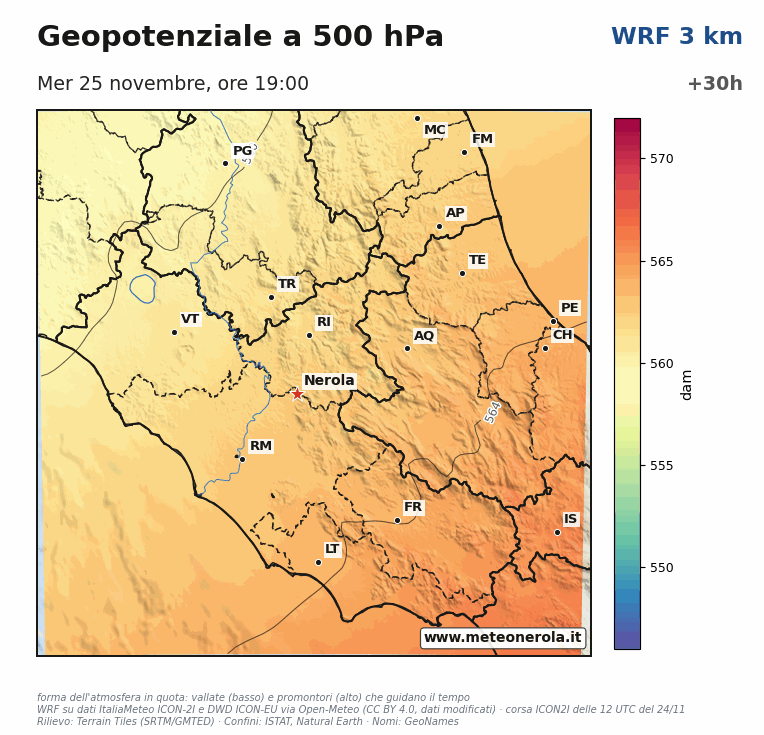 Geopotenziale a 500 hPa
WRF 3 km
Mer 25 novembre, ore 19:00
+30h
MC
FM
PG
AP
TE
TR
PE
VT
RI
CH
AQ
Nerola
564
RM
FR
IS
LT
www.meteonerola.it
570
565
560
555
550
dam
forma dell'atmosfera in quota: vallate (basso) e promontori (alto) che guidano il tempo
WRF su dati ItaliaMeteo ICON-2I e DWD ICON-EU via Open-Meteo (CC BY 4.0, dati modificati) · corsa ICON2I delle 12 UTC del 24/11
Rilievo: Terrain Tiles (SRTM/GMTED) · Confini: ISTAT, Natural Earth · Nomi: GeoNames